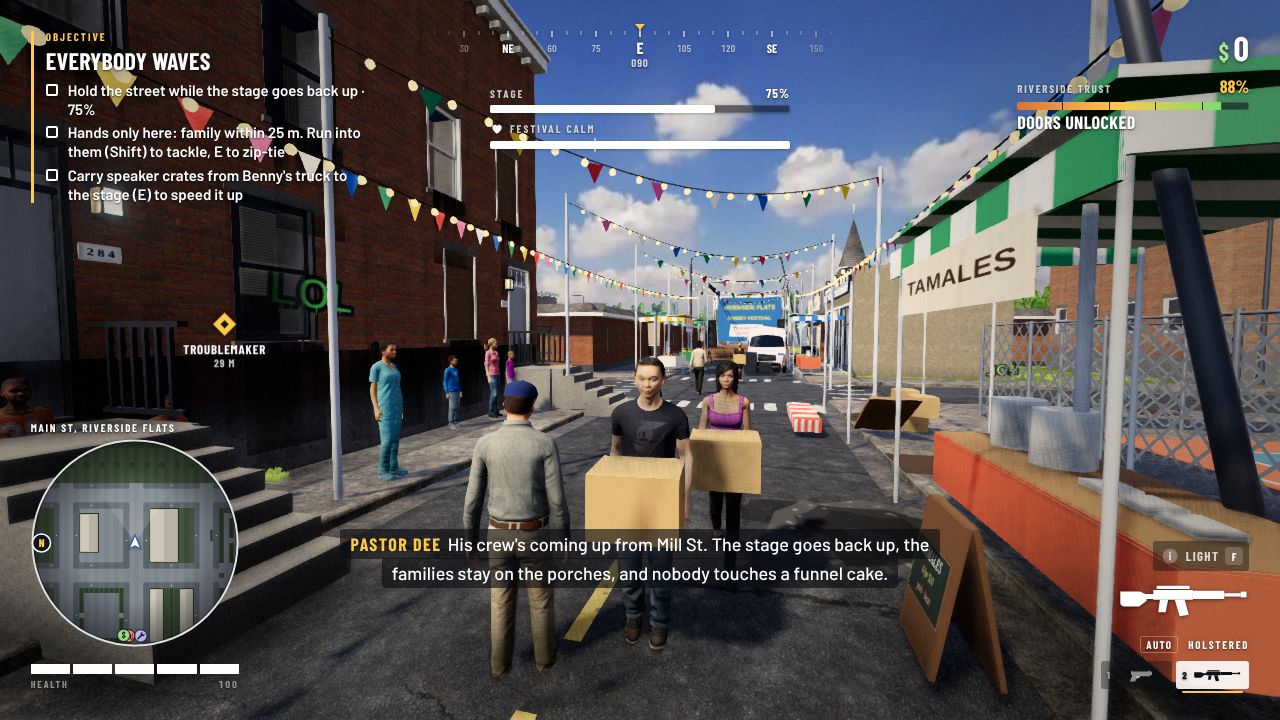 OBJECTIVE
EVERYBODY WAVES
Hold the street while the stage goes back up ·
75%
Hands only here: family within 25 m. Run into
them (Shift) to tackle, E to zip-tie
Carry speaker crates from Benny's truck to
the stage (E) to speed it up
30 NE 60 75 E 105 120 SE 150
090
STAGE 75%
FESTIVAL CALM
$ 0
RIVERSIDE TRUST 88%
DOORS UNLOCKED
284
LOL
TROUBLEMAKER
29 M
TAMALES
RIVERSIDE FLATS
STREET FESTIVAL
MAIN ST, RIVERSIDE FLATS
N
PASTOR DEE His crew's coming up from Mill St. The stage goes back up, the
families stay on the porches, and nobody touches a funnel cake.
LIGHT F
AUTO HOLSTERED
1 2
HEALTH 100